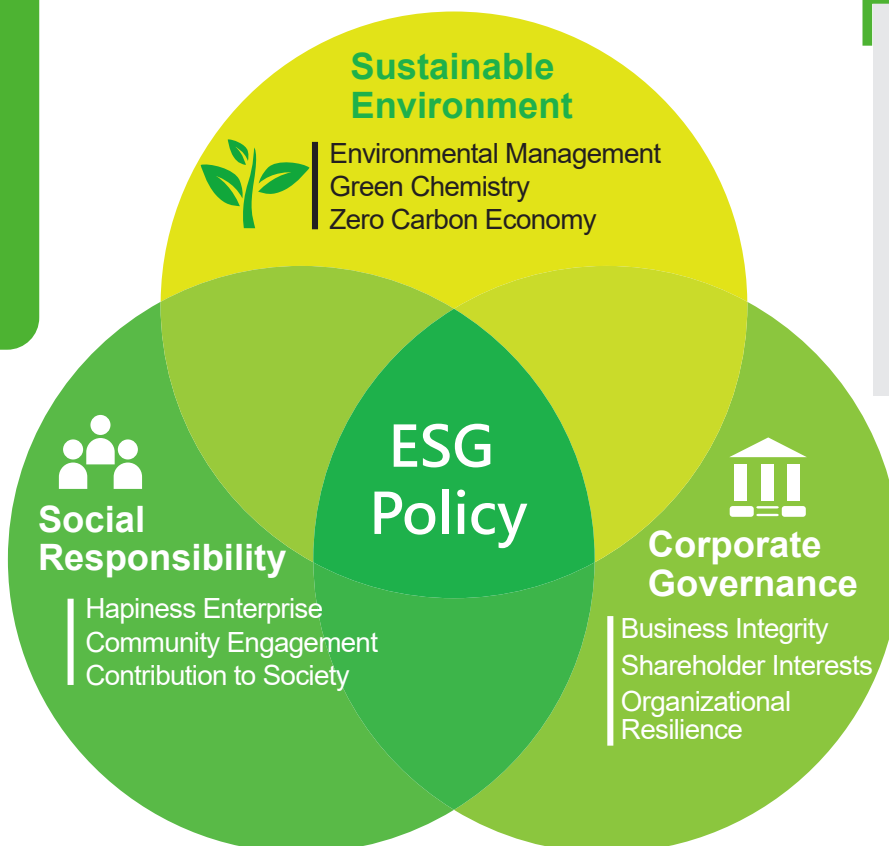 Sustainable
Environment
Environmental Management
Green Chemistry
Zero Carbon Economy
ESG
Policy
Social
Responsibility
Hapiness Enterprise
Community Engagement
Contribution to Society
Corporate
Governance
Business Integrity
Shareholder Interests
Organizational
Resilience